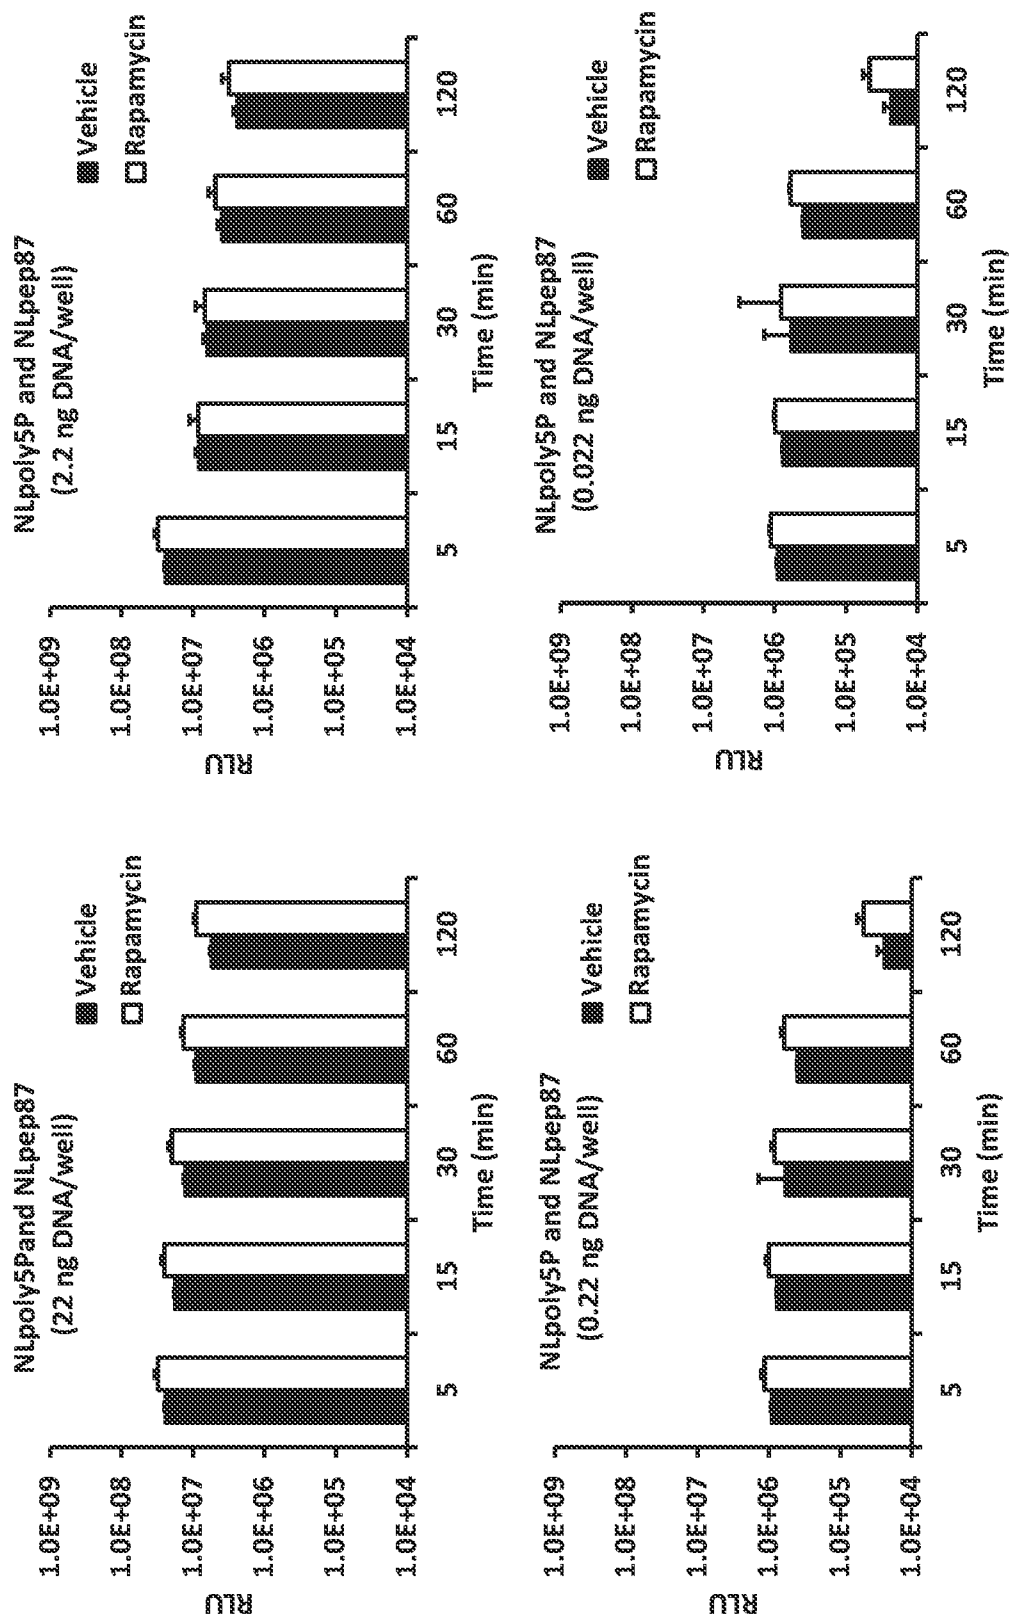 NLpoly5Pand NLpep87
(22 ng DNA/well)
Vehicle
Rapamycin
RLU
1.0E+09
1.0E+08
1.0E+07
1.0E+06
1.0E+05
1.0E+04
5 15 30 60 120
Time (min)
NLpoly5P and NLpep87
(2.2 ng DNA/well)
Vehicle
Rapamycin
RLU
1.0E+09
1.0E+08
1.0E+07
1.0E+06
1.0E+05
1.0E+04
5 15 30 60 120
Time (min)
NLpoly5P and NLpep87
(0.22 ng DNA/well)
Vehicle
Rapamycin
RLU
1.0E+09
1.0E+08
1.0E+07
1.0E+06
1.0E+05
1.0E+04
5 15 30 60 120
Time (min)
NLpoly5P and NLpep87
(0.022 ng DNA/well)
Vehicle
Rapamycin
RLU
1.0E+09
1.0E+08
1.0E+07
1.0E+06
1.0E+05
1.0E+04
5 15 30 60 120
Time (min)